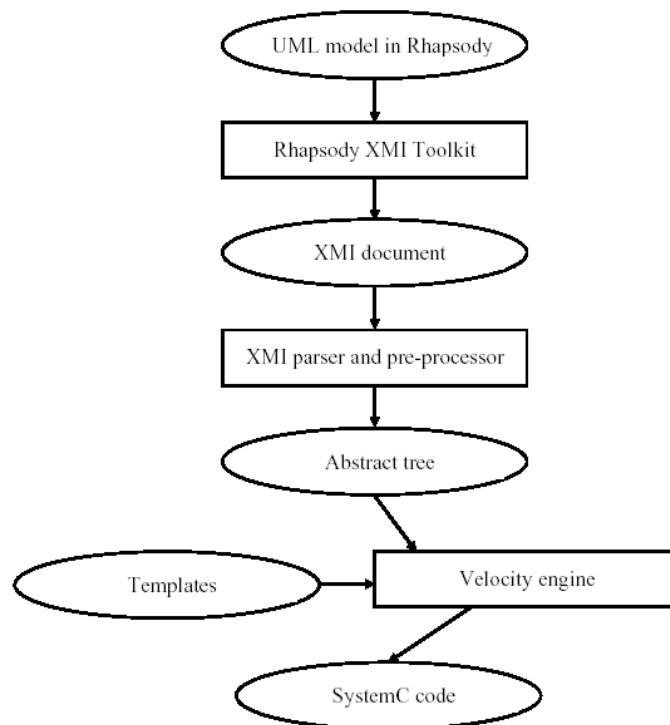 UML model in Rhapsody
Rhapsody XMI Toolkit
XMI document
XMI parser and pre-processor
Abstract tree
Templates
Velocity engine
SystemC code